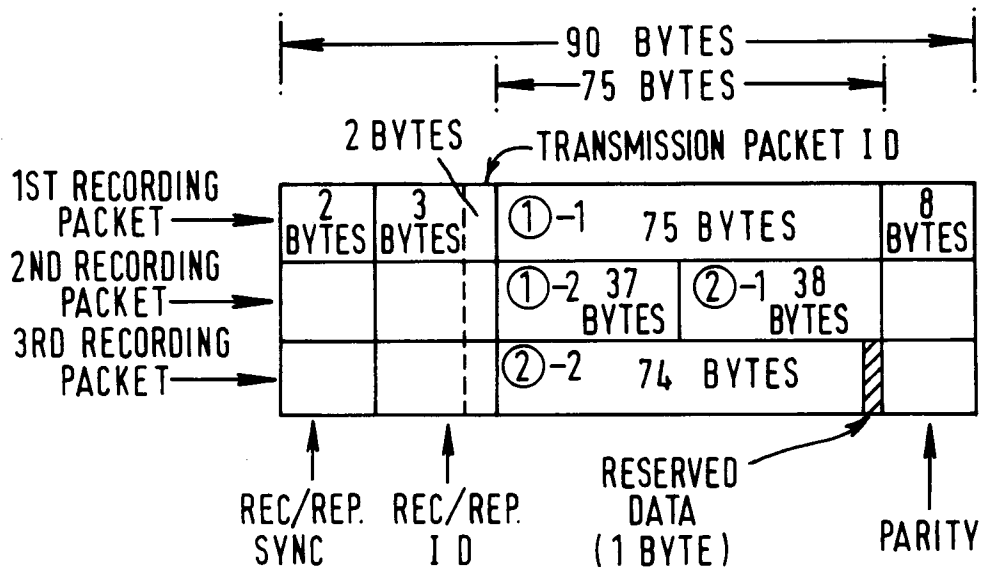 90 BYTES
75 BYTES
2 BYTES
TRANSMISSION PACKET ID
1ST RECORDING
PACKET
2
BYTES
3
BYTES
①-1 75 BYTES
8
BYTES
2ND RECORDING
PACKET
①-2 37
BYTES
②-1 38
BYTES
3RD RECORDING
PACKET
②-2 74 BYTES
REC/REP.
SYNC
REC/REP.
ID
RESERVED
DATA
(1 BYTE)
PARITY